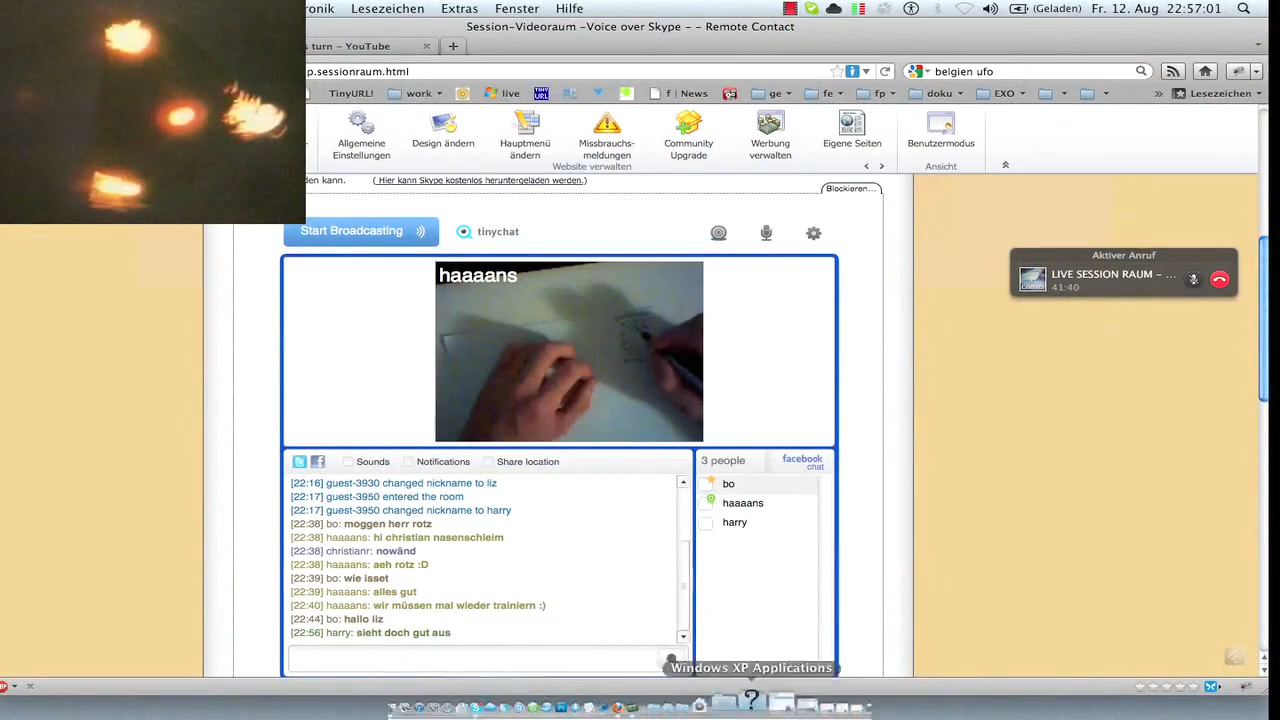 ronik Lesezeichen Extras Fenster Hilfe (Geladen) Fr. 12. Aug 22:57:01
Session-Videoraum -Voice over Skype - - Remote Contact
s turn - YouTube
p.sessionraum.html belgien ufo
TinyURL! work live TINY URL f | News ge fe fp doku EXO Lesezeichen
Allgemeine Einstellungen
Design ändern
Hauptmenü ändern
Missbrauchs-meldungen
Community Upgrade
Werbung verwalten
Eigene Seiten
Benutzermodus
Website verwalten
Ansicht
den kann. ( Hier kann Skype kostenlos heruntergeladen werden.)
Blockieren...
Start Broadcasting
tinychat
Aktiver Anruf
LIVE SESSION RAUM – ...
41:40
haaaans
Sounds Notifications Share location
3 people
facebook chat
bo
haaaans
harry
[22:16] guest-3930 changed nickname to liz
[22:17] guest-3950 entered the room
[22:17] guest-3950 changed nickname to harry
[22:38] bo: moggen herr rotz
[22:38] haaaans: hi christian nasenschleim
[22:38] christianr: nowänd
[22:38] haaaans: aeh rotz :D
[22:39] bo: wie isset
[22:39] haaaans: alles gut
[22:40] haaaans: wir müssen mal wieder trainiern :)
[22:44] bo: hallo liz
[22:56] harry: sieht doch gut aus
Windows XP Applications